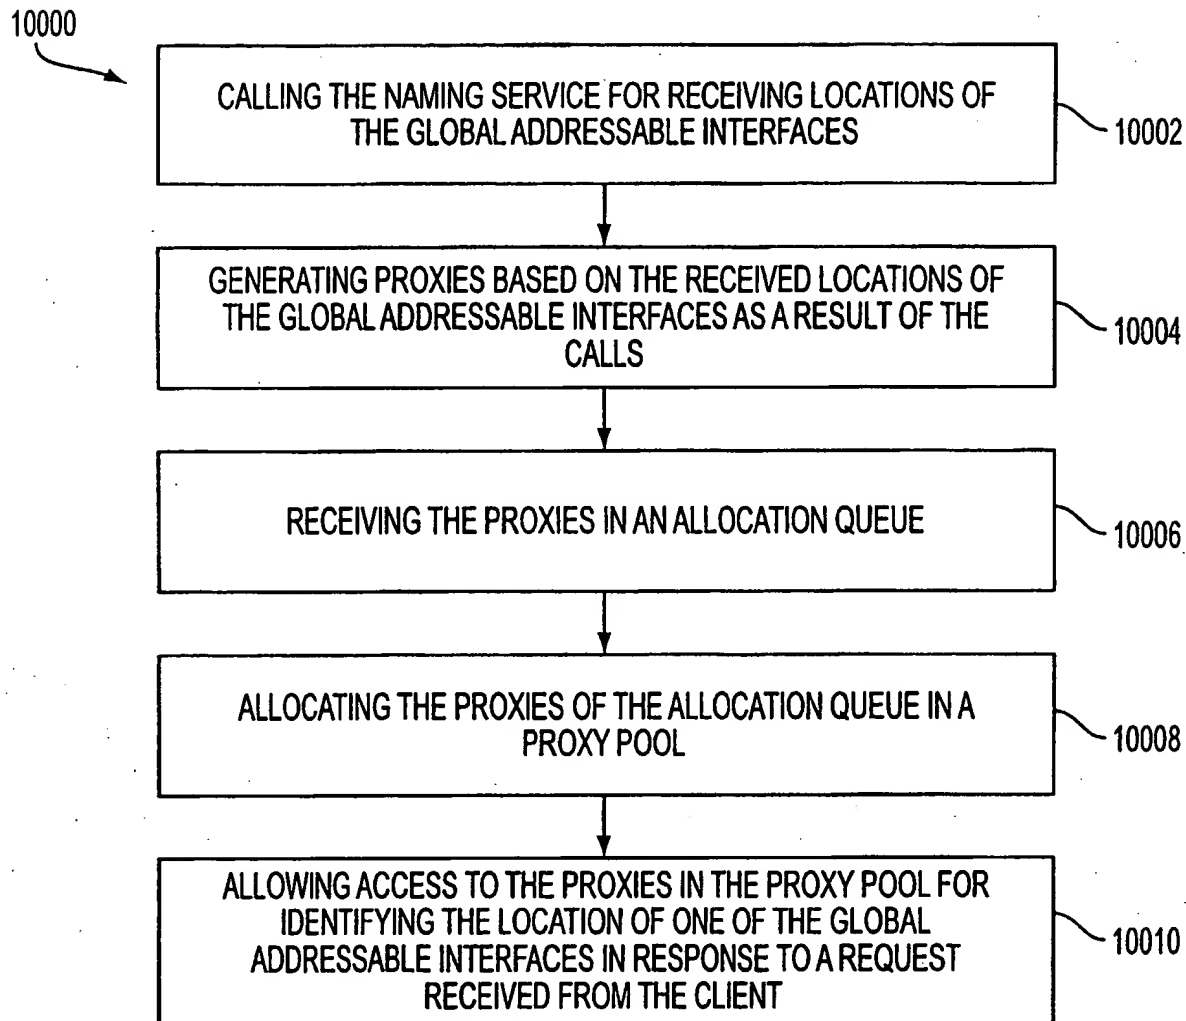 10000
CALLING THE NAMING SERVICE FOR RECEIVING LOCATIONS OF
THE GLOBAL ADDRESSABLE INTERFACES
10002
GENERATING PROXIES BASED ON THE RECEIVED LOCATIONS OF
THE GLOBAL ADDRESSABLE INTERFACES AS A RESULT OF THE
CALLS
10004
RECEIVING THE PROXIES IN AN ALLOCATION QUEUE
10006
ALLOCATING THE PROXIES OF THE ALLOCATION QUEUE IN A
PROXY POOL
10008
ALLOWING ACCESS TO THE PROXIES IN THE PROXY POOL FOR
IDENTIFYING THE LOCATION OF ONE OF THE GLOBAL
ADDRESSABLE INTERFACES IN RESPONSE TO A REQUEST
RECEIVED FROM THE CLIENT
10010